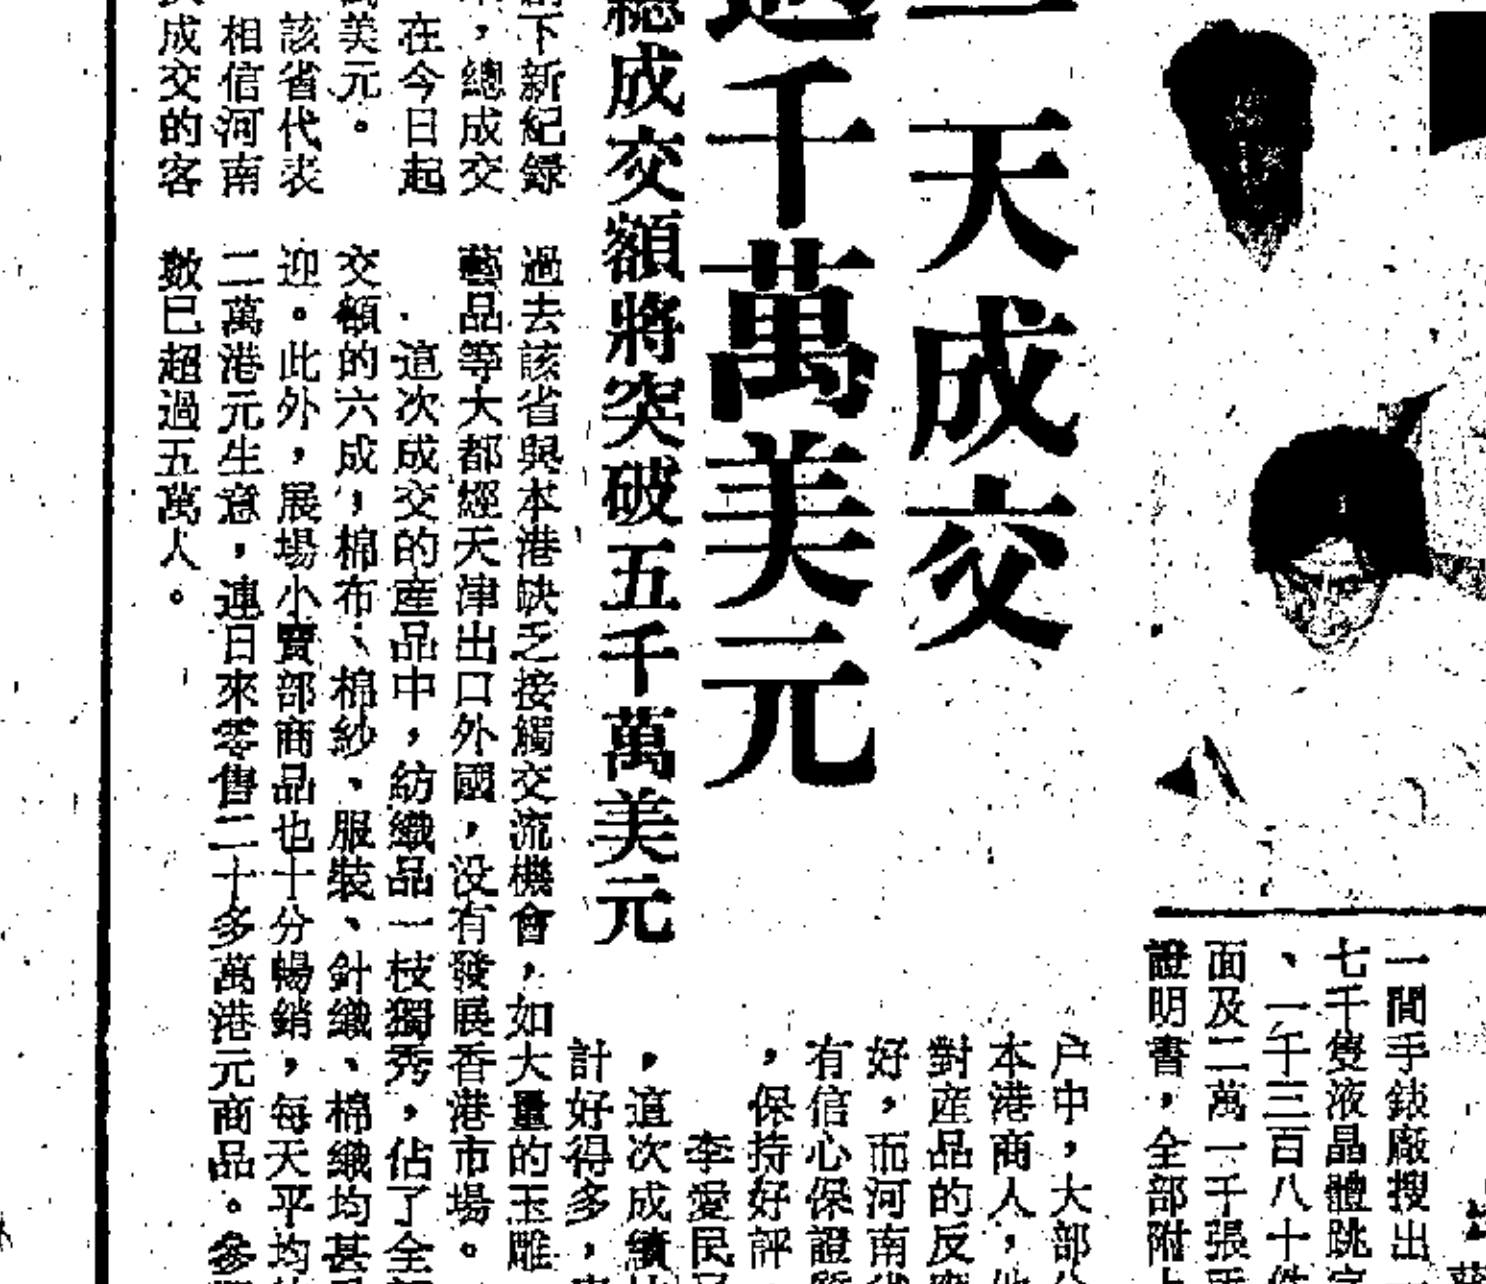 一間手錶廠搜出
七千隻液晶體跳
、一千三百八十件
面及二萬一千張
證明書，全部附
一天成交
過千萬美元
總成交額將突破五千萬美元
户中，大部
本港商人，
對産品的反應
好，而河南省
有信心保證
，保持好評，
李愛民
，這次成績
計好得多，
下新紀錄
，總成交
在今日起
萬美元。
該省代表
相信河南
成交的客
過去該省與本港缺乏接觸交流機會，如大量的玉雕
藝品等大都經天津出口外國，没有發展香港市場。
這次成交的産品中，紡織品一枝獨秀，佔了全部
交額的六成，棉布、棉紗、服裝、針織、棉織均甚
迎。此外，展場小賣部商品也十分暢銷，每天平均
二萬港元生意，連日來零售二十多萬港元商品。參
數已超過五萬人。